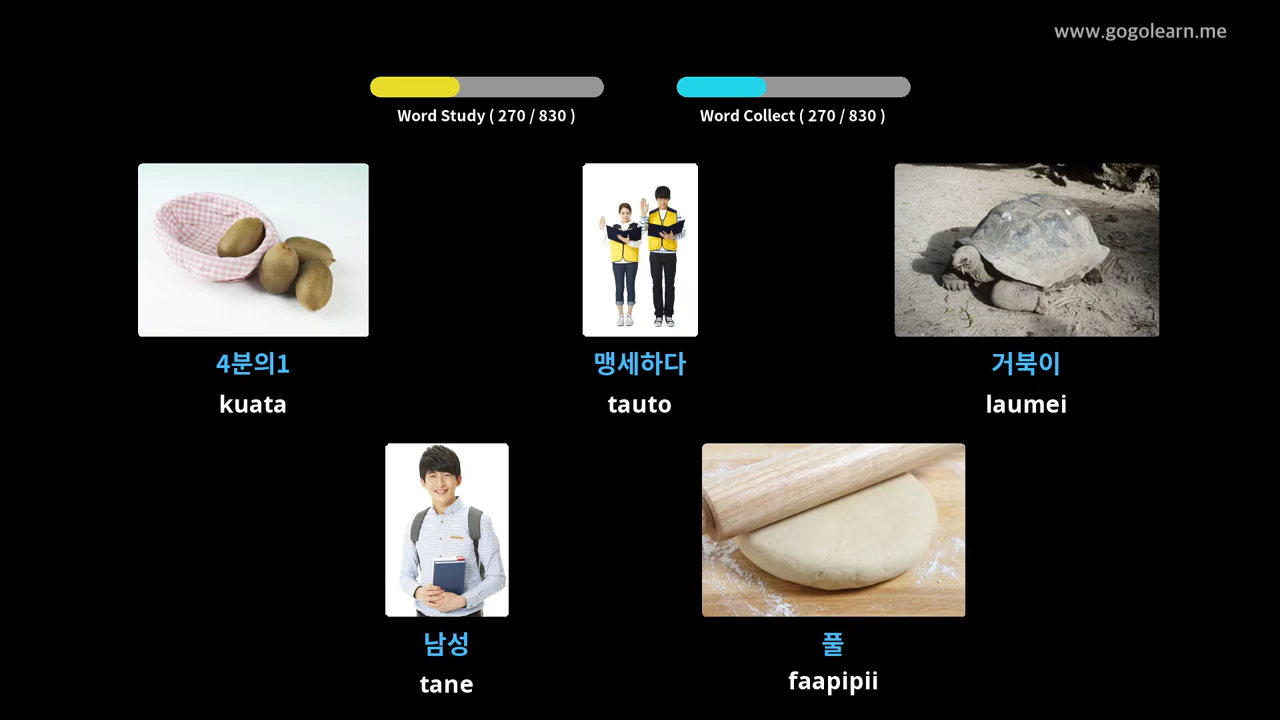 www.gogolearn.me
Word Study ( 270 / 830 )
Word Collect ( 270 / 830 )
4분의1
맹세하다
거북이
kuata
tauto
laumei
남성
풀
tane
faapipii